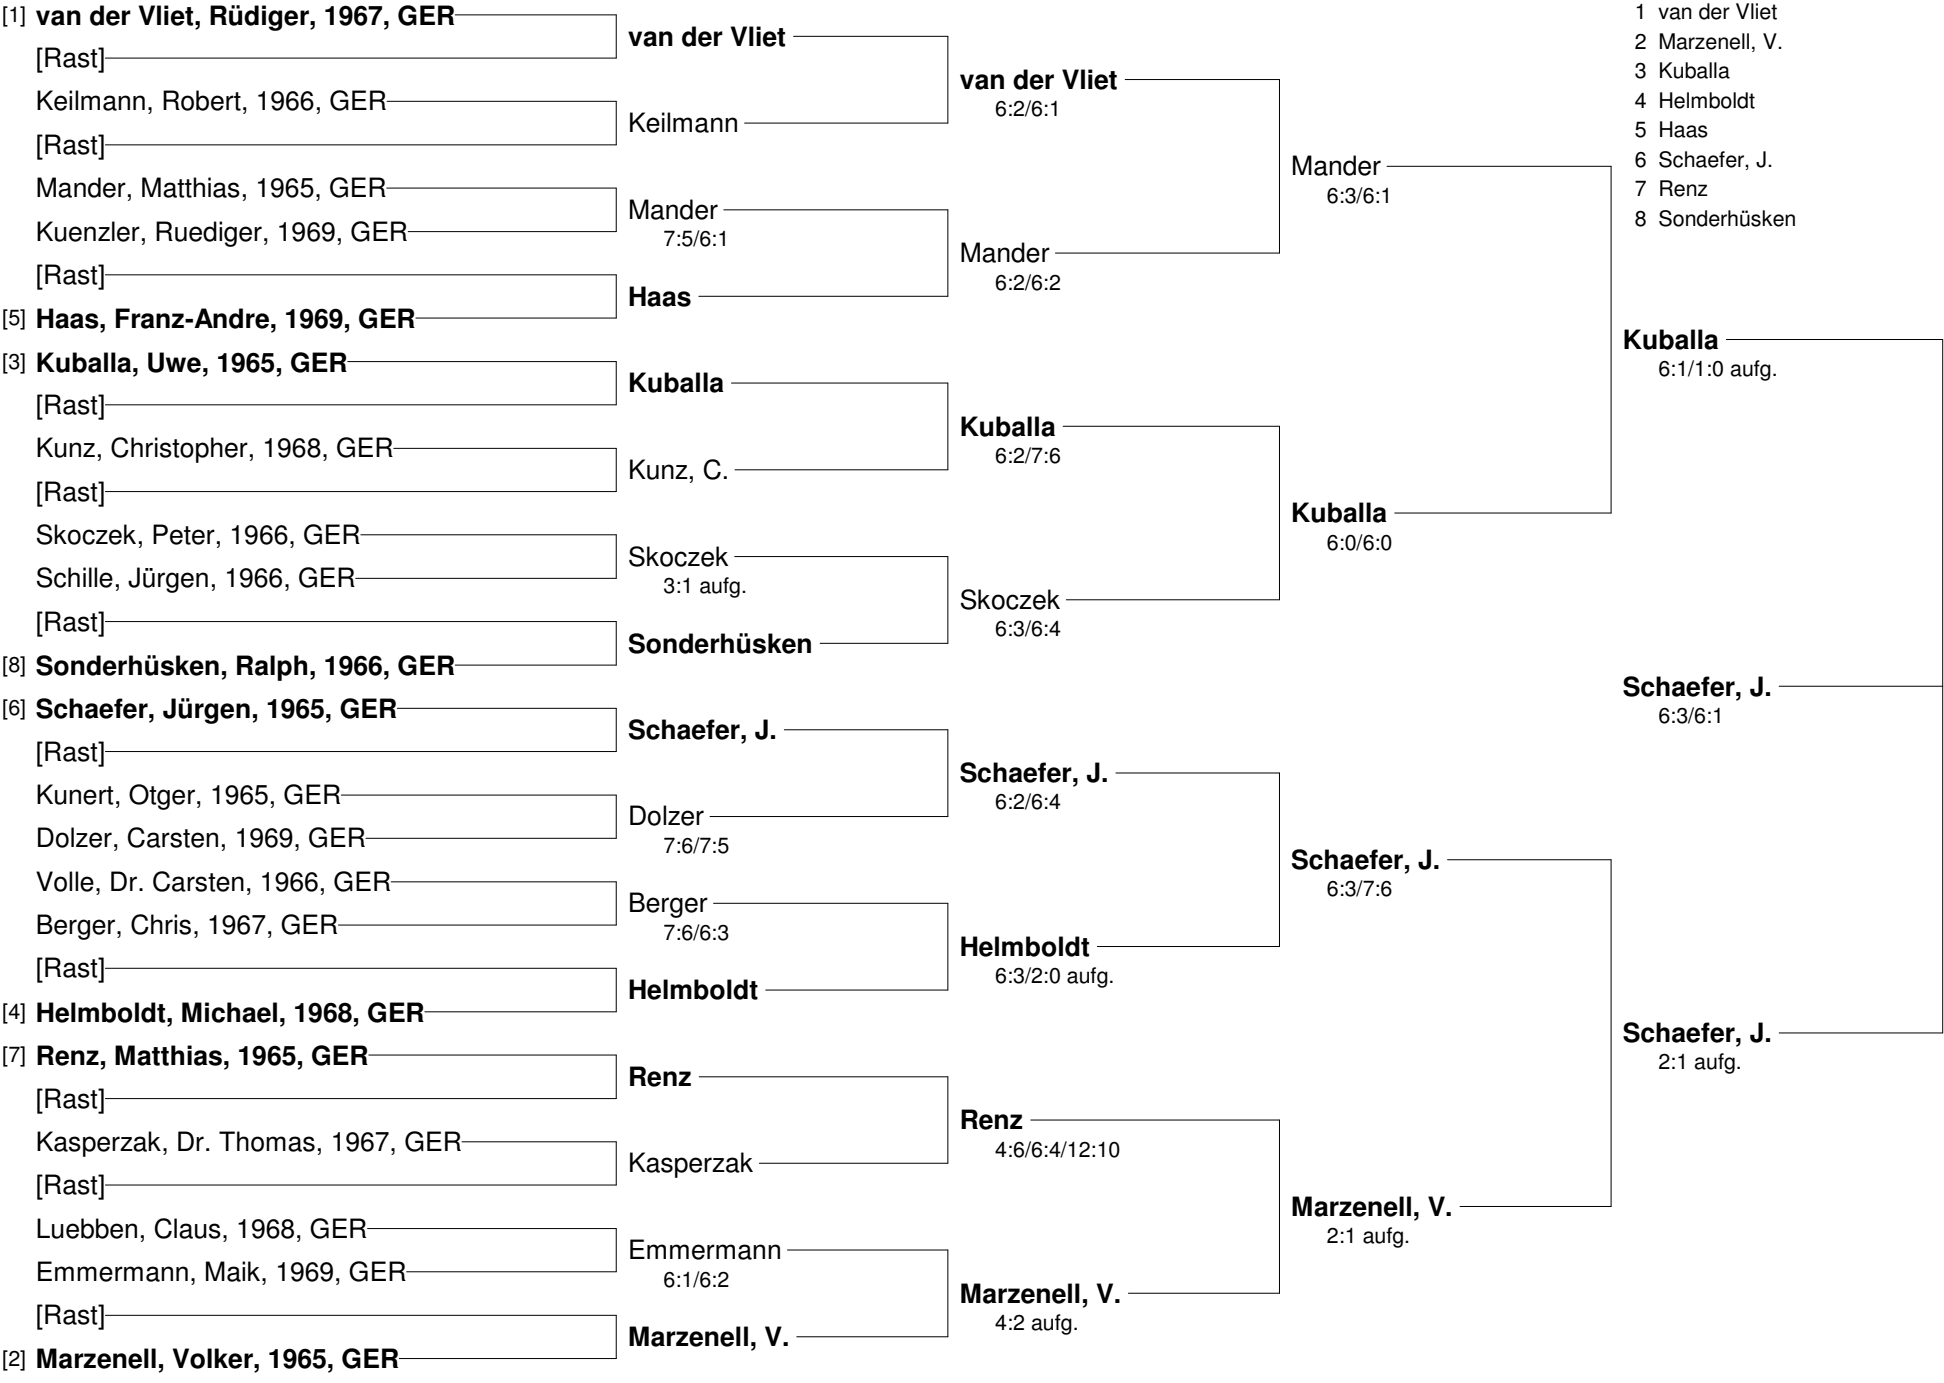 [1] van der Vliet, Rüdiger, 1967, GER
[Rast]
Keilmann, Robert, 1966, GER
[Rast]
Mander, Matthias, 1965, GER
Kuenzler, Ruediger, 1969, GER
[Rast]
[5] Haas, Franz-Andre, 1969, GER
[3] Kuballa, Uwe, 1965, GER
[Rast]
Kunz, Christopher, 1968, GER
[Rast]
Skoczek, Peter, 1966, GER
Schille, Jürgen, 1966, GER
[Rast]
[8] Sonderhüsken, Ralph, 1966, GER
[6] Schaefer, Jürgen, 1965, GER
[Rast]
Kunert, Otger, 1965, GER
Dolzer, Carsten, 1969, GER
Volle, Dr. Carsten, 1966, GER
Berger, Chris, 1967, GER
[Rast]
[4] Helmboldt, Michael, 1968, GER
[7] Renz, Matthias, 1965, GER
[Rast]
Kasperzak, Dr. Thomas, 1967, GER
[Rast]
Luebben, Claus, 1968, GER
Emmermann, Maik, 1969, GER
[Rast]
[2] Marzenell, Volker, 1965, GER
van der Vliet
Keilmann
Mander
7:5/6:1
Haas
Kuballa
Kunz, C.
Skoczek
3:1 aufg.
Sonderhüsken
Schaefer, J.
Dolzer
7:6/7:5
Berger
7:6/6:3
Helmboldt
Renz
Kasperzak
Emmermann
6:1/6:2
Marzenell, V.
van der Vliet
6:2/6:1
Mander
6:2/6:2
Kuballa
6:2/7:6
Skoczek
6:3/6:4
Schaefer, J.
6:2/6:4
Helmboldt
6:3/2:0 aufg.
Renz
4:6/6:4/12:10
Marzenell, V.
4:2 aufg.
Mander
6:3/6:1
Kuballa
6:0/6:0
Schaefer, J.
6:3/7:6
Marzenell, V.
2:1 aufg.
1 van der Vliet
2 Marzenell, V.
3 Kuballa
4 Helmboldt
5 Haas
6 Schaefer, J.
7 Renz
8 Sonderhüsken
Kuballa
6:1/1:0 aufg.
Schaefer, J.
6:3/6:1
Schaefer, J.
2:1 aufg.